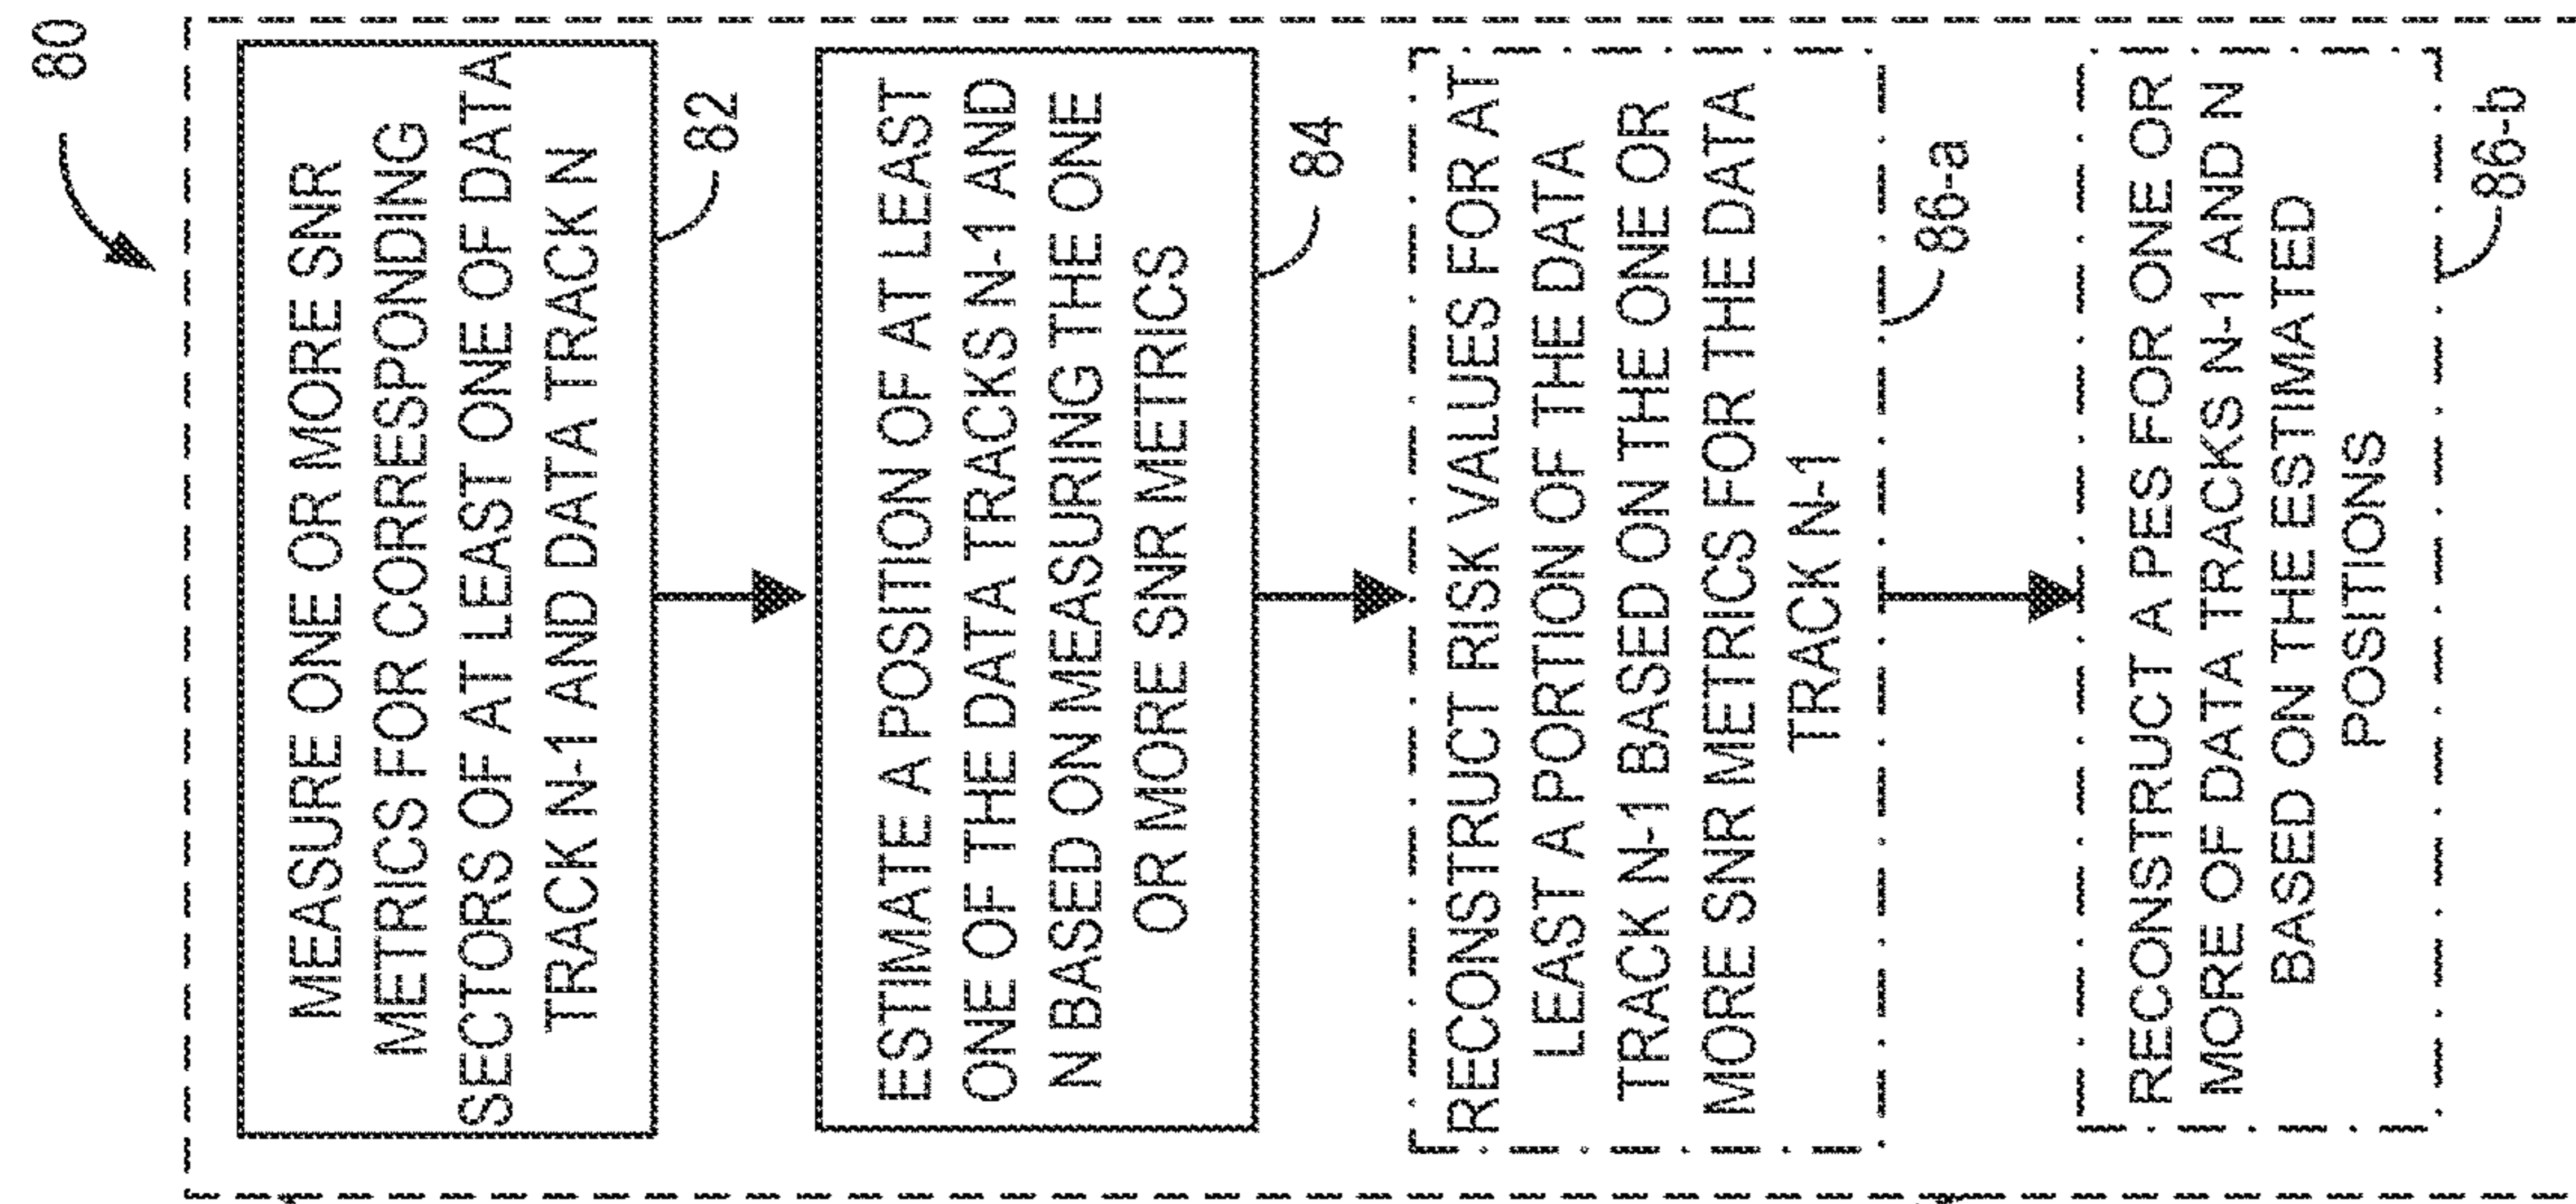 80
MEASURE ONE OR MORE SNR
METRICS FOR CORRESPONDING
SECTORS OF AT LEAST ONE OF DATA
TRACK N-1 AND DATA TRACK N
82
ESTIMATE A POSITION OF AT LEAST
ONE OF THE DATA TRACKS N-1 AND
N BASED ON MEASURING THE ONE
OR MORE SNR METRICS
84
RECONSTRUCT RISK VALUES FOR AT
LEAST A PORTION OF THE DATA
TRACK N-1 BASED ON THE ONE OR
MORE SNR METRICS FOR THE DATA
TRACK N-1
86-a
RECONSTRUCT A PES FOR ONE OR
MORE OF DATA TRACKS N-1 AND N
BASED ON THE ESTIMATED
POSITIONS
86-b